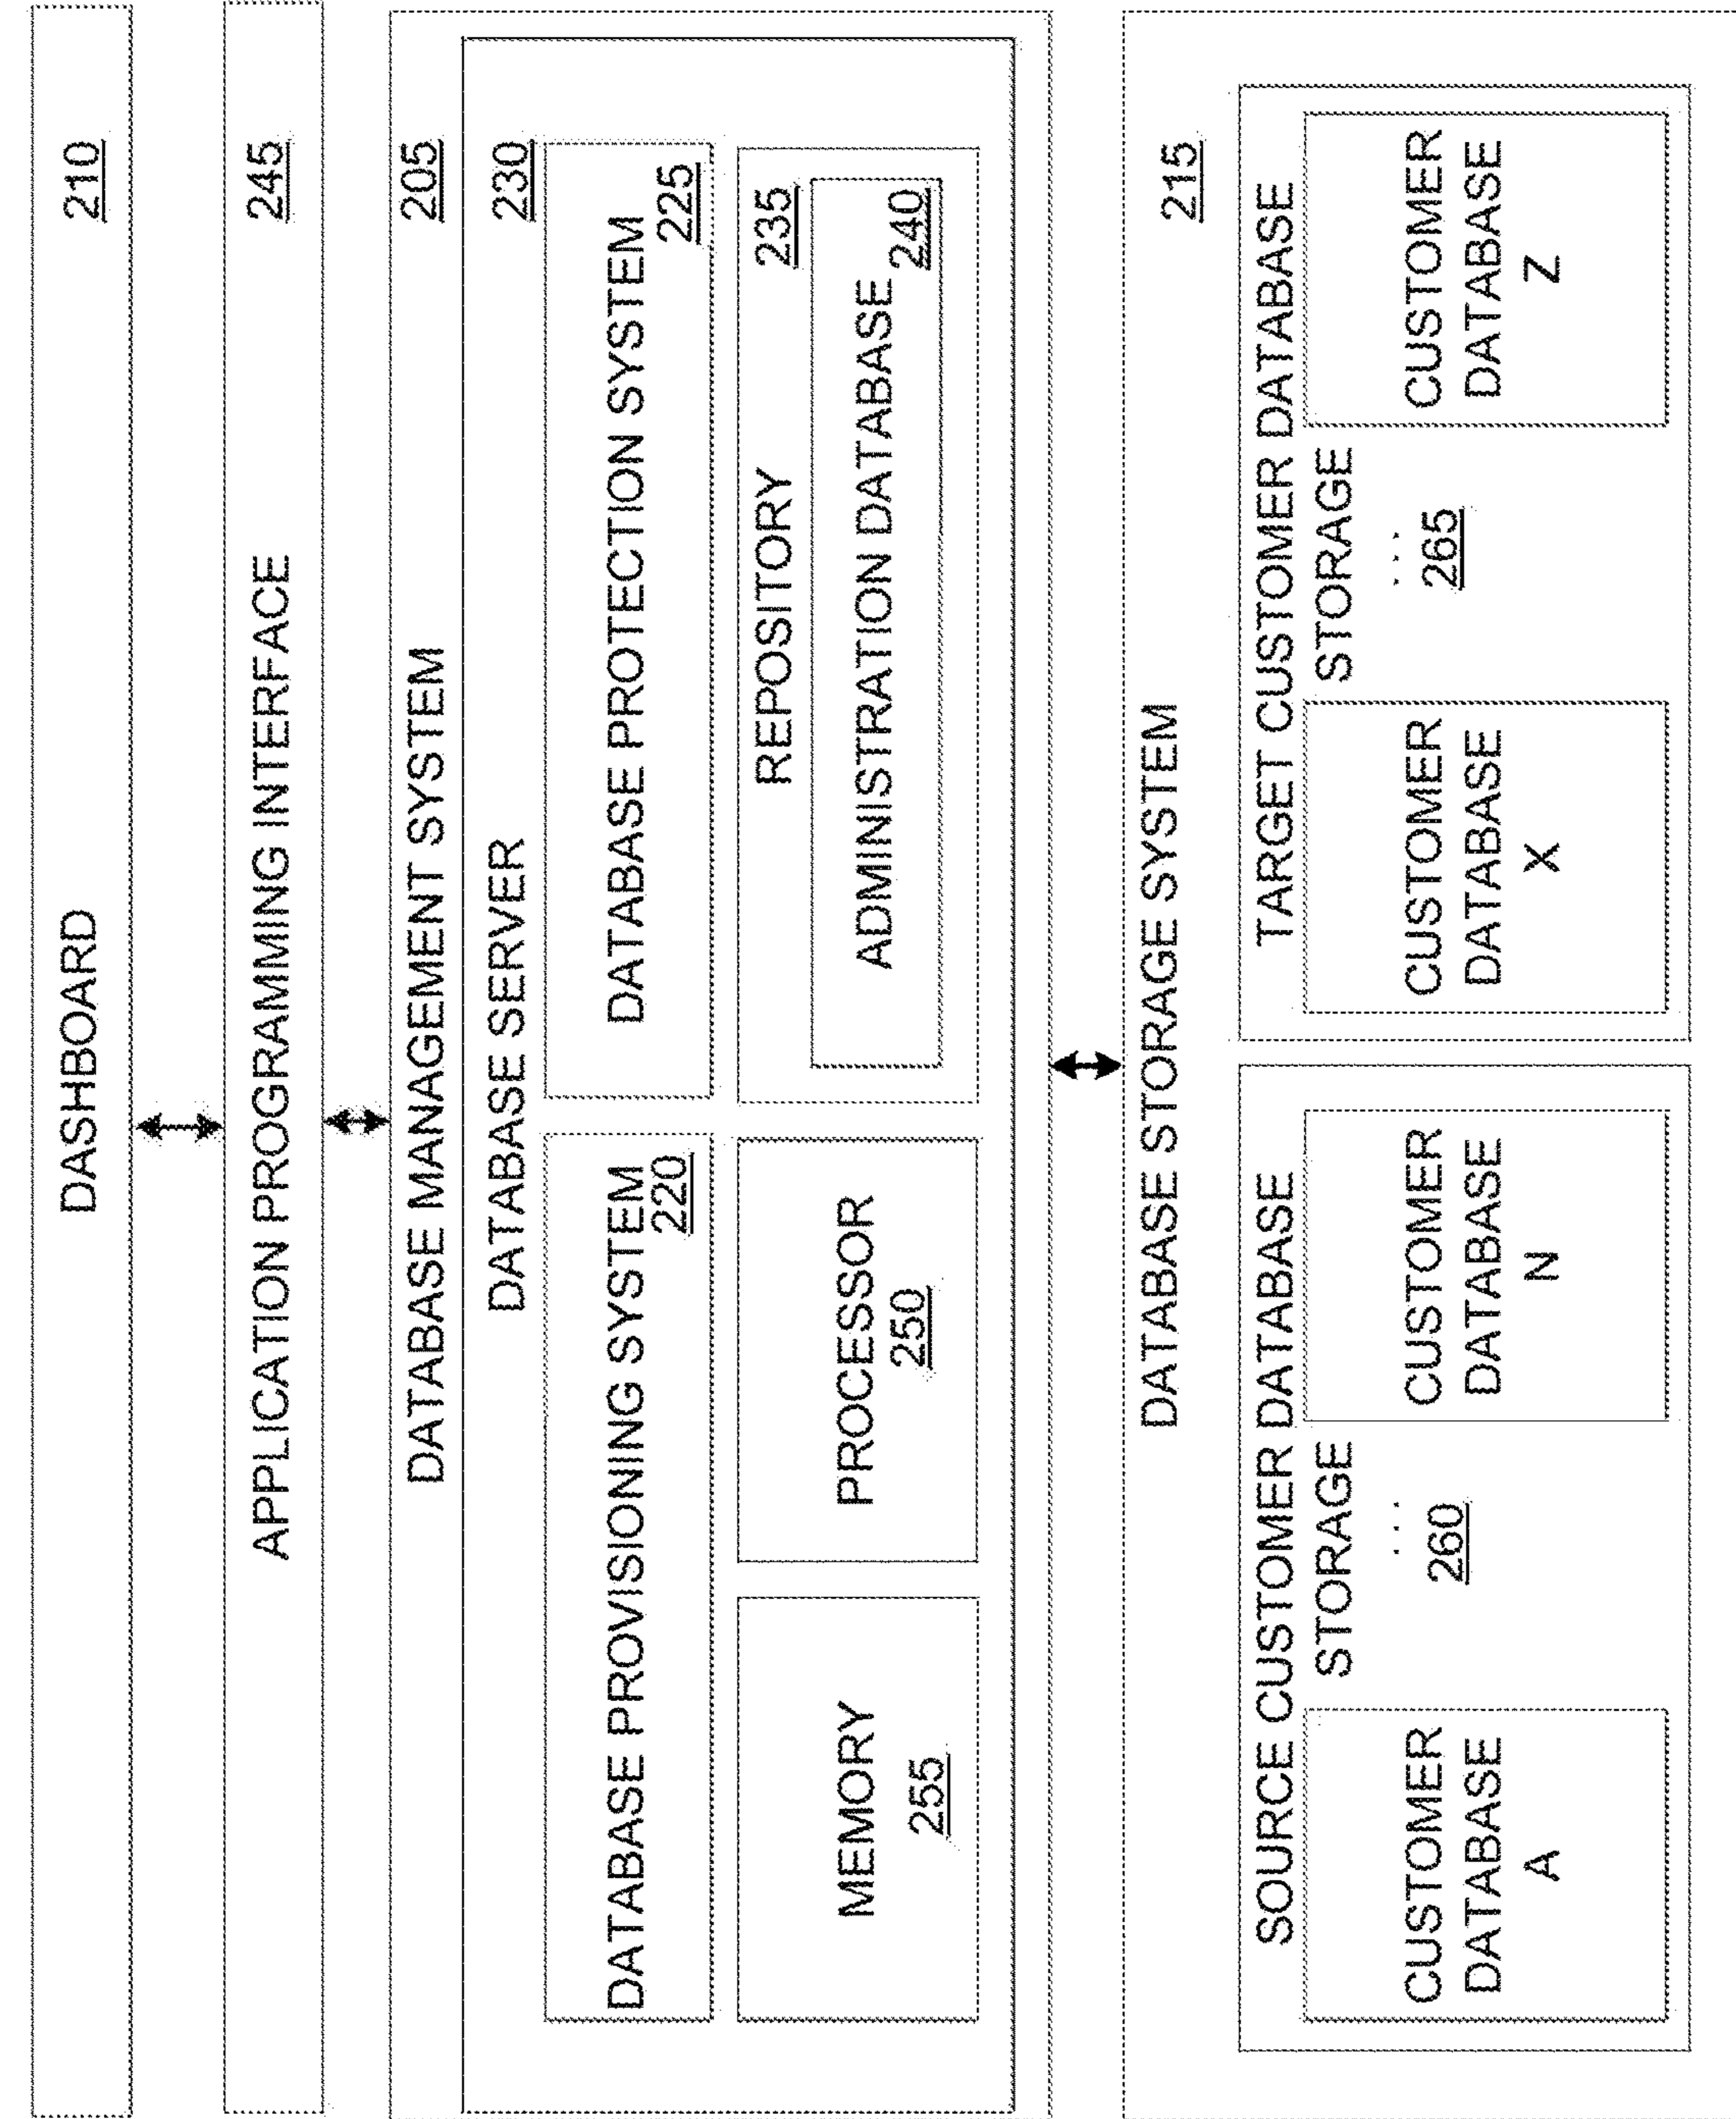 DASHBOARD 210
APPLICATION PROGRAMMING INTERFACE 245
DATABASE MANAGEMENT SYSTEM 205
DATABASE SERVER 230
DATABASE PROVISIONING SYSTEM
220
DATABASE PROTECTION SYSTEM
225
MEMORY
255
PROCESSOR
250
REPOSITORY 235
ADMINISTRATION DATABASE
240
DATABASE STORAGE SYSTEM 215
SOURCE CUSTOMER DATABASE
STORAGE
CUSTOMER
DATABASE
A
...
260
CUSTOMER
DATABASE
N
TARGET CUSTOMER DATABASE
STORAGE
CUSTOMER
DATABASE
X
...
265
CUSTOMER
DATABASE
Z